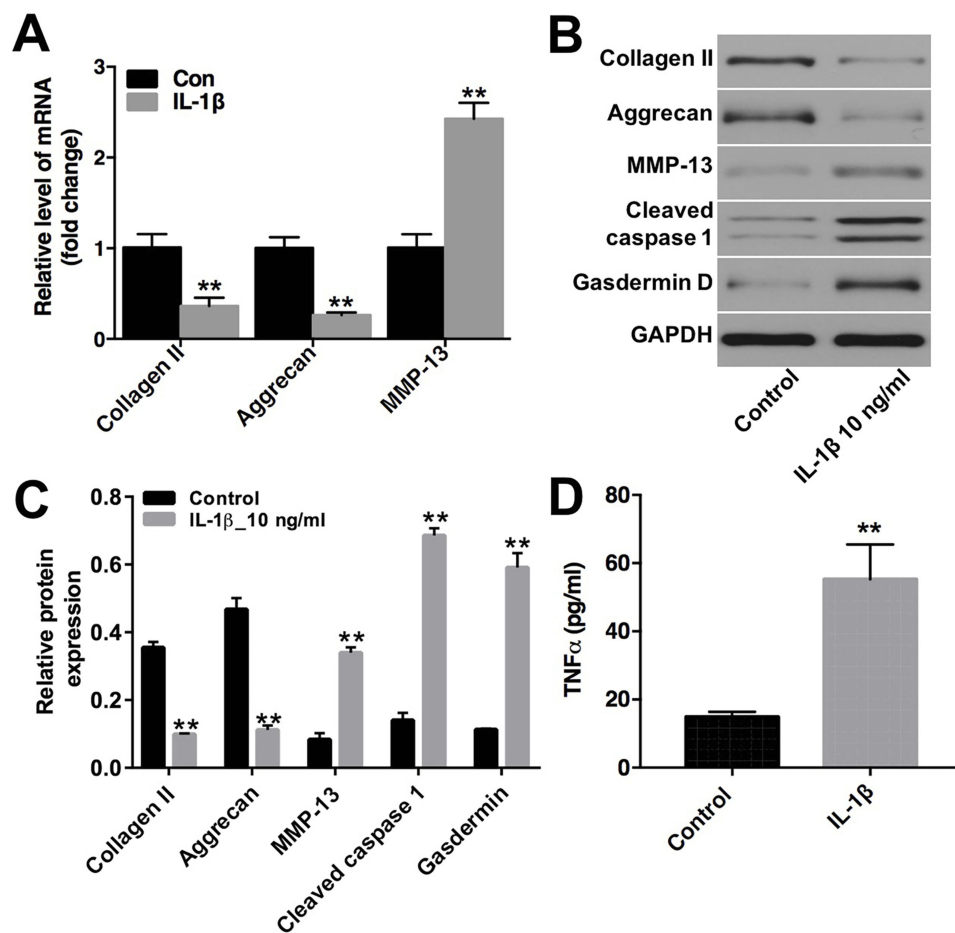 A
Relative level of mRNA
(fold change)
3
2
1
0
Con
IL-1β
**
**
**
Collagen II
Aggrecan
MMP-13
B
Collagen II
Aggrecan
MMP-13
Cleaved
caspase 1
Gasdermin D
GAPDH
Control
IL-1β 10 ng/ml
C
Relative protein
expression
0.8
0.6
0.4
0.2
0.0
Control
IL-1β_10 ng/ml
**
**
**
**
**
Collagen II
Aggrecan
MMP-13
Cleaved caspase 1
Gasdermin
D
TNFα (pg/ml)
80
60
40
20
0
**
Control
IL-1β